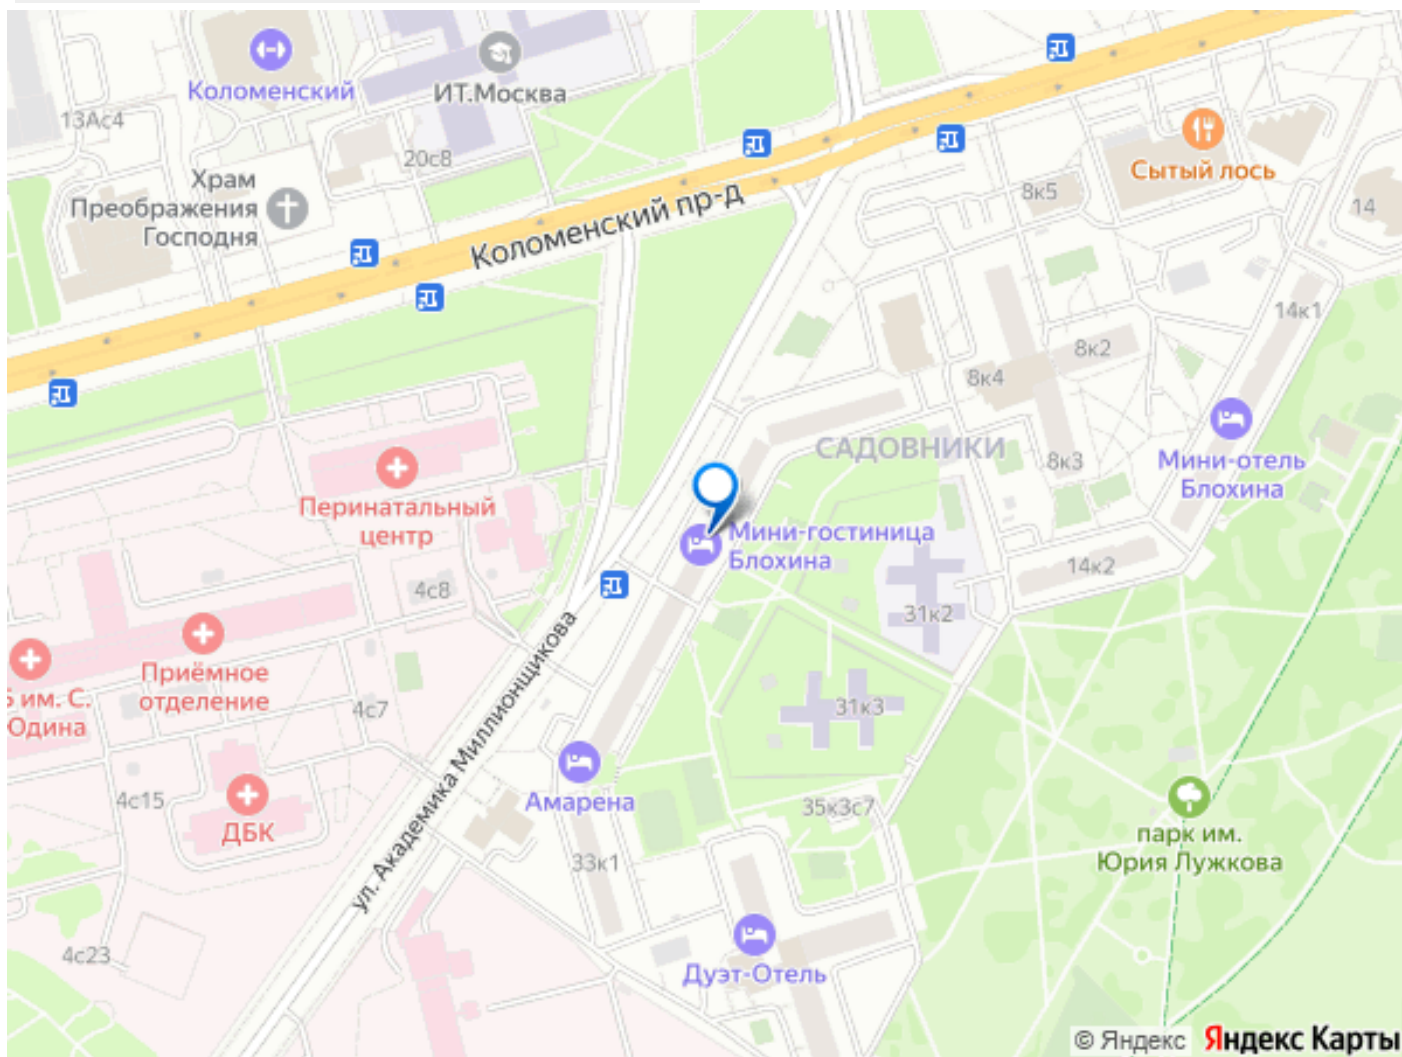 Коломенский
ИТ.Москва
13Ас4
20с8
Храм
Преображения
Господня
Коломенский пр-д
Сытый лось
8к5
14
14к1
8к2
8к4
САДОВНИКИ
8к3
Мини-отель
Блохина
Перинатальный
центр
Мини-гостиница
Блохина
14к2
4с8
31к2
Приёмное
отделение
Б им. С.
Юдина
4с7
31к3
ул. Академика Миллионщикова
Амарена
4с15
ДБК
35к3с7
парк им.
Юрия Лужкова
33к1
4с23
Дуэт-Отель
© Яндекс Яндекс Карты